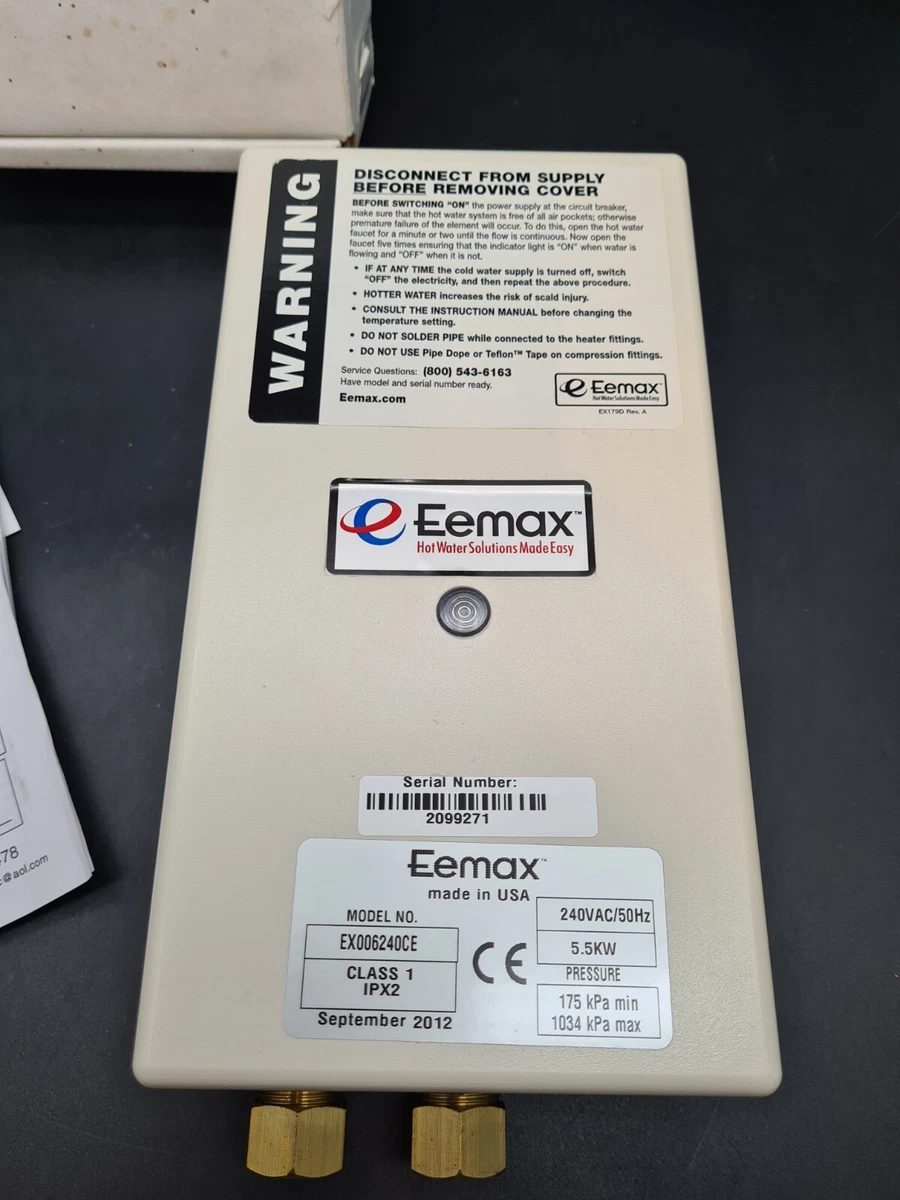 WARNING
DISCONNECT FROM SUPPLY
BEFORE REMOVING COVER
BEFORE SWITCHING "ON" the power supply at the circuit breaker,
make sure that the hot water system is free of all air pockets; otherwise
premature failure of the element will occur. To do this, open the hot water
faucet for a minute or two until the flow is continuous. Now open the
faucet five times ensuring that the indicator light is "ON" when water is
flowing and "OFF" when it is not.
• IF AT ANY TIME the cold water supply is turned off, switch
"OFF" the electricity, and then repeat the above procedure.
• HOTTER WATER increases the risk of scald injury.
• CONSULT THE INSTRUCTION MANUAL before changing the
temperature setting.
• DO NOT SOLDER PIPE while connected to the heater fittings.
• DO NOT USE Pipe Dope or Teflon™ Tape on compression fittings.
Service Questions: (800) 543-6163
Have model and serial number ready.
Eemax.com
Eemax™
Hot Water Solutions Made Easy
EX179D Rev. A
Eemax™
Hot Water Solutions Made Easy
Serial Number:
2099271
Eemax™
made in USA
MODEL NO.
EX006240CE
CLASS 1
IPX2
September 2012
CE
240VAC/50Hz
5.5KW
PRESSURE
175 kPa min
1034 kPa max
478
c@aol.com